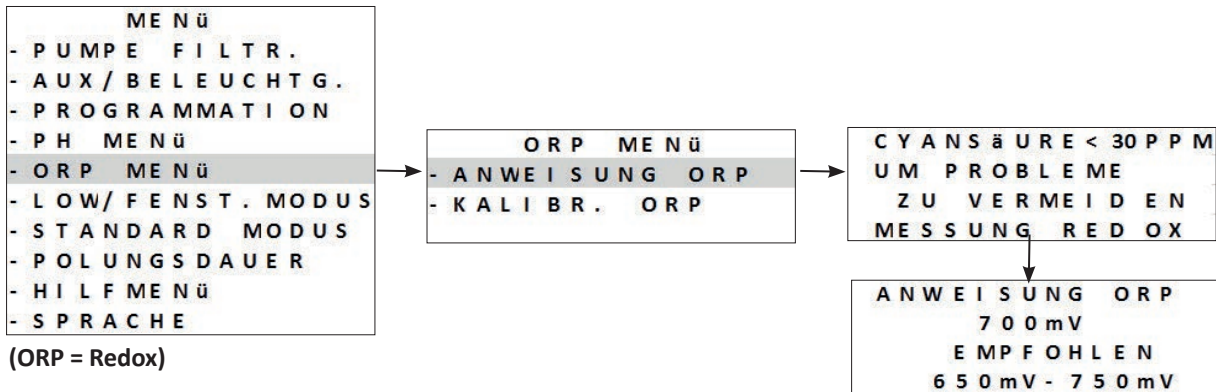 MENü
- PUMPE FILTR.
- AUX/BELEUCHTG.
- PROGRAMMATION
- PH MENü
- ORP MENü
- LOW/FENST.MODUS
- STANDARD MODUS
- POLUNGSDAUER
- HILFMENü
- SPRACHE
(ORP = Redox)
ORP MENü
- ANWEISUNG ORP
- KALIBR. ORP
CYANSäURE<30PPM
UM PROBLEME
ZU VERMEIDEN
MESSUNG REDOX
ANWEISUNG ORP
700mV
EMPFOHLEN
650mV-750mV